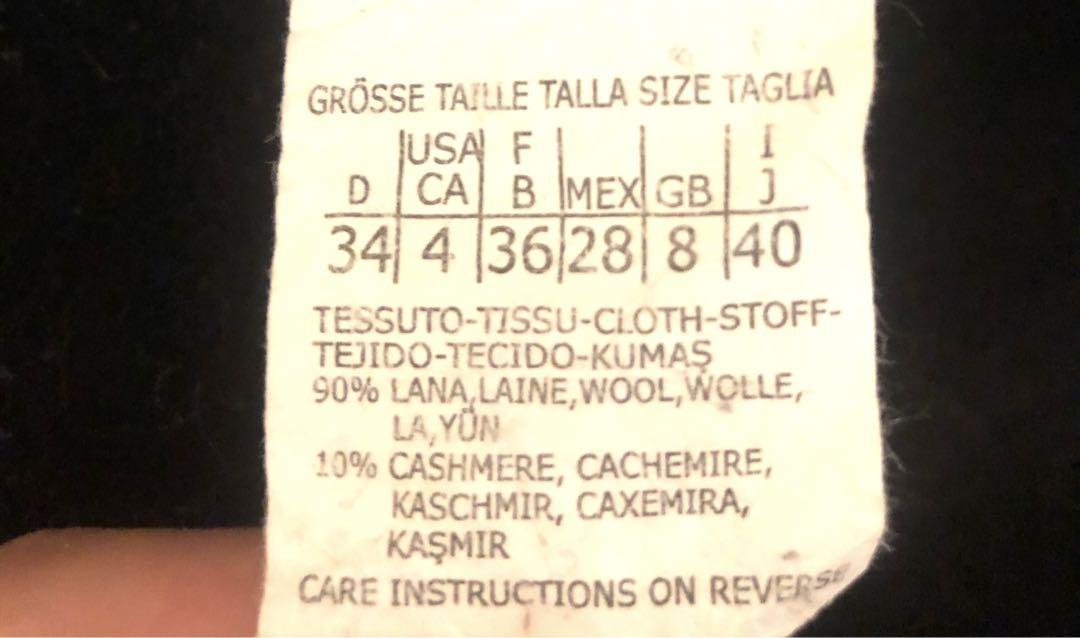 GRÖSSE TAILLE TALLA SIZE TAGLIA
USA F I
D CA B MEX GB J
34 4 36 28 8 40
TESSUTO-TISSU-CLOTH-STOFF-
TEJIDO-TECIDO-KUMAŞ
90% LANA,LAINE,WOOL,WOLLE,
LA,YÜN
10% CASHMERE, CACHEMIRE,
KASCHMIR, CAXEMIRA,
KAŞMIR
CARE INSTRUCTIONS ON REVERSE